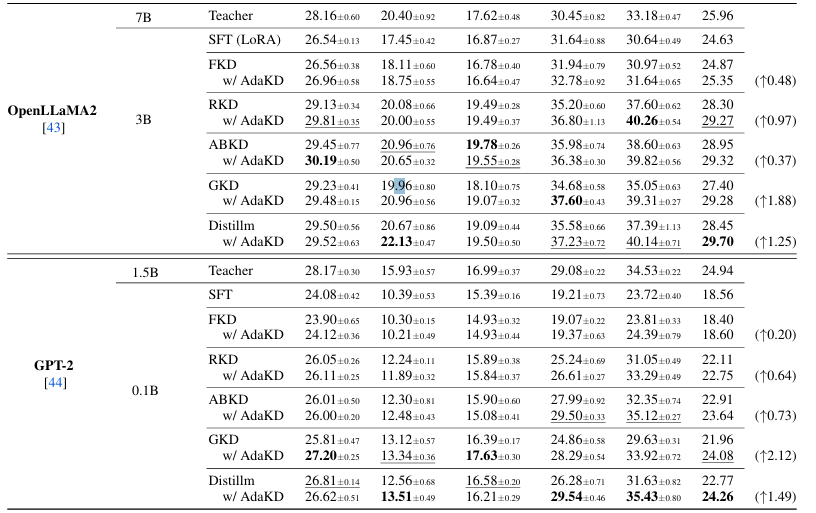 7B Teacher 28.16±0.60 20.40±0.92 17.62±0.48 30.45±0.82 33.18±0.47 25.96
SFT (LoRA) 26.54±0.13 17.45±0.42 16.87±0.27 31.64±0.88 30.64±0.49 24.63
FKD 26.56±0.38 18.11±0.60 16.78±0.40 31.94±0.79 30.97±0.52 24.87
w/ AdaKD 26.96±0.58 18.75±0.55 16.64±0.47 32.78±0.92 31.64±0.65 25.35 (↑0.48)
RKD 29.13±0.34 20.08±0.66 19.49±0.28 35.20±0.60 37.60±0.62 28.30
OpenLLaMA2
[43]
3B
w/ AdaKD 29.81±0.35 20.00±0.55 19.49±0.37 36.80±1.13 40.26±0.54 29.27 (↑0.97)
ABKD 29.45±0.77 20.96±0.76 19.78±0.26 35.98±0.74 38.60±0.63 28.95
w/ AdaKD 30.19±0.50 20.65±0.32 19.55±0.28 36.38±0.30 39.82±0.56 29.32 (↑0.37)
GKD 29.23±0.41 19.96±0.80 18.10±0.75 34.68±0.58 35.05±0.63 27.40
w/ AdaKD 29.48±0.15 20.96±0.56 19.07±0.32 37.60±0.43 39.31±0.27 29.28 (↑1.88)
Distillm 29.50±0.56 20.67±0.86 19.09±0.44 35.58±0.66 37.39±1.13 28.45
w/ AdaKD 29.52±0.63 22.13±0.47 19.50±0.50 37.23±0.72 40.14±0.71 29.70 (↑1.25)
1.5B Teacher 28.17±0.30 15.93±0.57 16.99±0.37 29.08±0.22 34.53±0.22 24.94
SFT 24.08±0.42 10.39±0.53 15.39±0.16 19.21±0.73 23.72±0.40 18.56
FKD 23.90±0.65 10.30±0.15 14.93±0.32 19.07±0.22 23.81±0.33 18.40
w/ AdaKD 24.12±0.36 10.21±0.49 14.93±0.44 19.37±0.63 24.39±0.79 18.60 (↑0.20)
RKD 26.05±0.26 12.24±0.11 15.89±0.38 25.24±0.69 31.05±0.49 22.11
GPT-2
[44]
0.1B
w/ AdaKD 26.11±0.25 11.89±0.32 15.84±0.37 26.61±0.27 33.29±0.49 22.75 (↑0.64)
ABKD 26.01±0.50 12.30±0.81 15.90±0.60 27.99±0.92 32.35±0.74 22.91
w/ AdaKD 26.00±0.20 12.48±0.43 15.08±0.41 29.50±0.33 35.12±0.27 23.64 (↑0.73)
GKD 25.81±0.47 13.12±0.57 16.39±0.17 24.86±0.58 29.63±0.31 21.96
w/ AdaKD 27.20±0.25 13.34±0.36 17.63±0.30 28.29±0.54 33.92±0.72 24.08 (↑2.12)
Distillm 26.81±0.14 12.56±0.68 16.58±0.20 26.28±0.71 31.63±0.82 22.77
w/ AdaKD 26.62±0.51 13.51±0.49 16.21±0.29 29.54±0.46 35.43±0.80 24.26 (↑1.49)